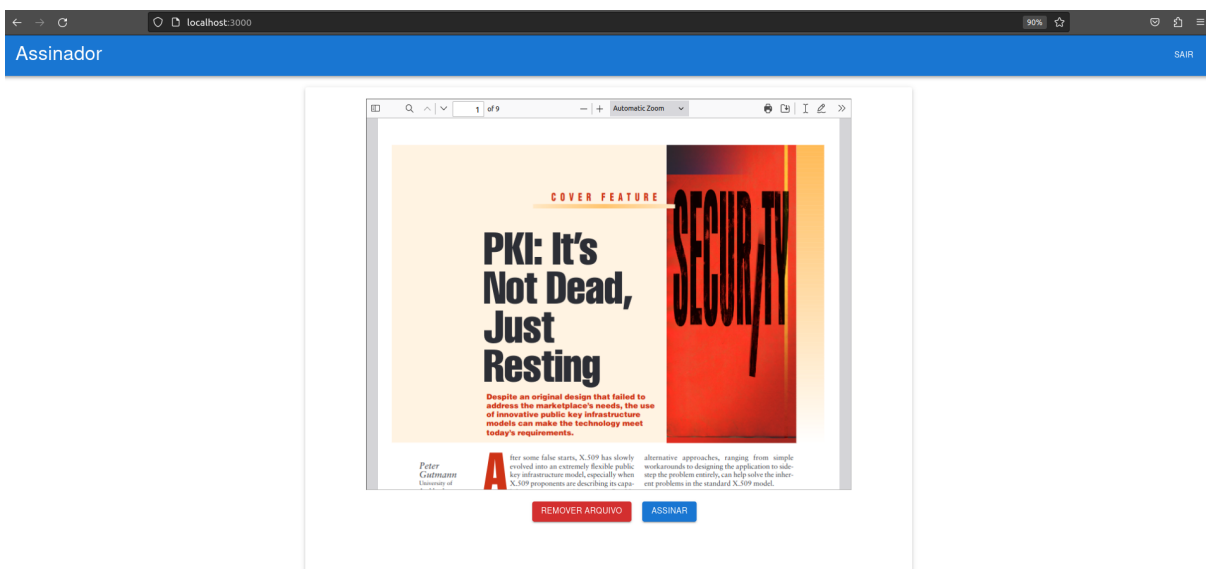 localhost:3000
90%
Assinador
SAIR
1 of 9
Automatic Zoom
COVER FEATURE
SECURITY
PKI: It's
Not Dead,
Just
Resting
Despite an original design that failed to
address the marketplace's needs, the use
of innovative public key infrastructure
models can make the technology meet
today's requirements.
Peter
Gutmann
University of
After some false starts, X.509 has slowly
evolved into an extremely flexible public
key infrastructure model, especially when
X.509 proponents are describing its capa-
alternative approaches, ranging from simple
workarounds to designing the application to side-
step the problem entirely, can help solve the inher-
ent problems in the standard X.509 model.
REMOVER ARQUIVO
ASSINAR